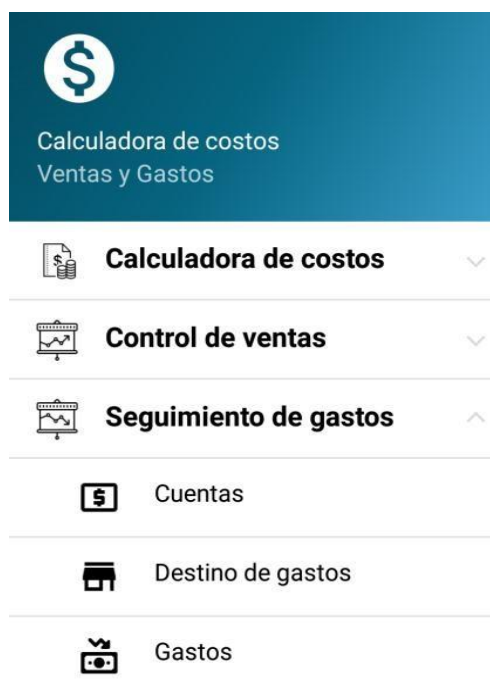 Calculadora de costos
Ventas y Gastos
Calculadora de costos
Control de ventas
Seguimiento de gastos
Cuentas
Destino de gastos
Gastos